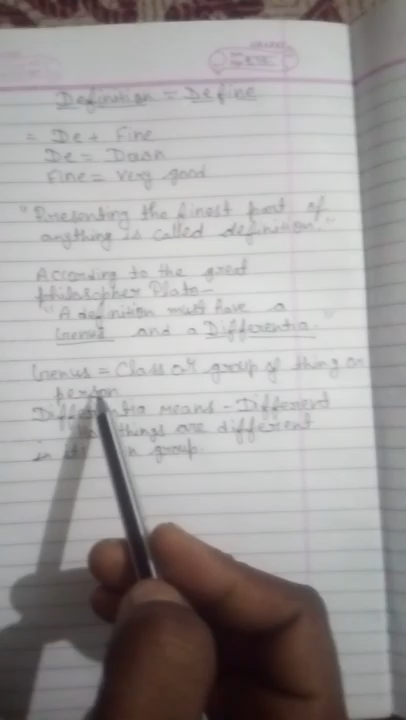 Definition = Define
= De + Fine
De = Dash
Fine = Very good
"Presenting the finest part of
anything is called definition."
According to the great
philosopher Plato
"A definition must have a
Genus and a Differentia."
Genus = Class or group of thing or
person
Differentia means - Different
things are different
in group.